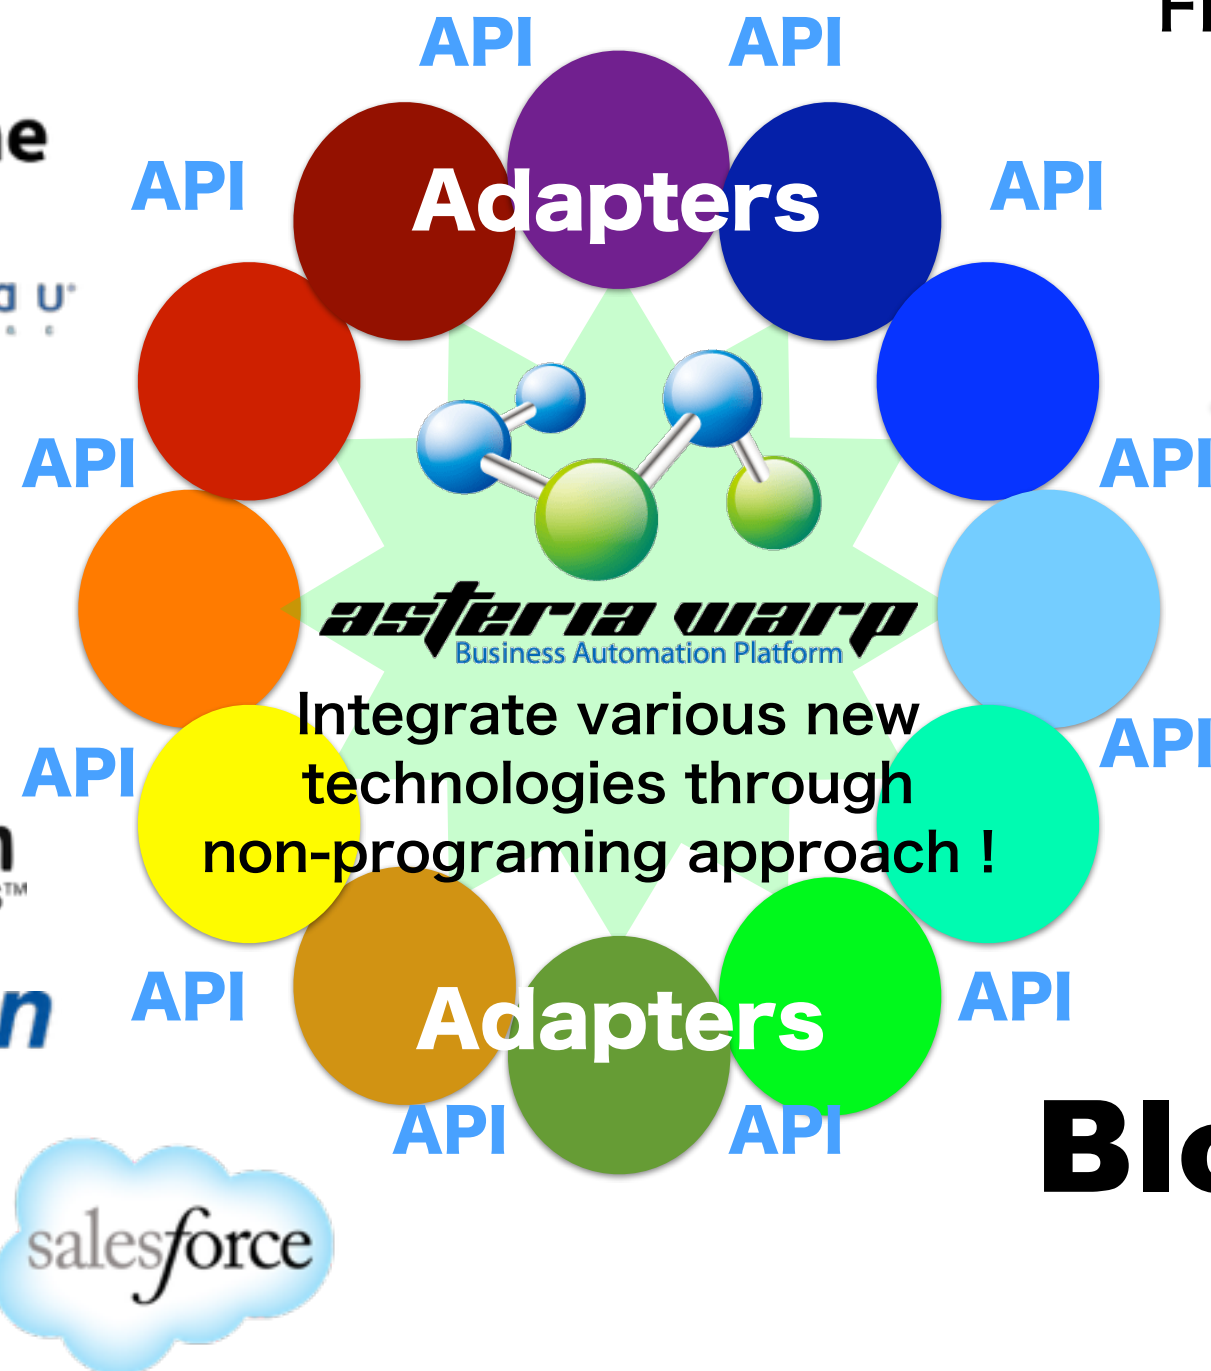 API API
API API
Adapters
API API
asteria warp
Business Automation Platform
Integrate various new
technologies through
non-programing approach !
API API
API API
Adapters
API API
salesforce